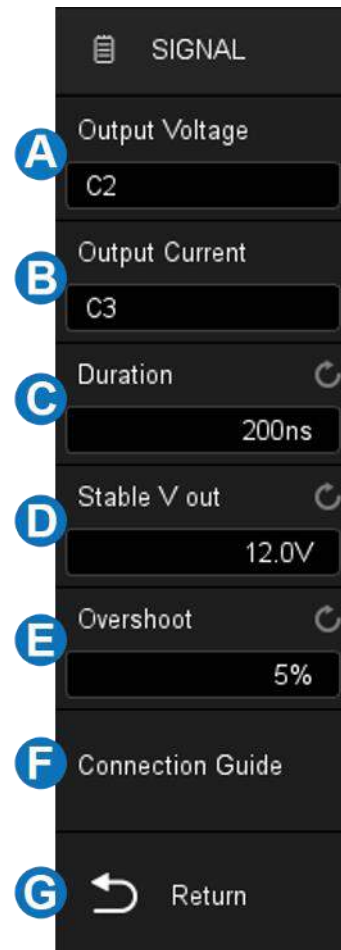 SIGNAL
A
Output Voltage
C2
B
Output Current
C3
C
Duration
200ns
D
Stable V out
12.0V
E
Overshoot
5%
F
Connection Guide
G
Return